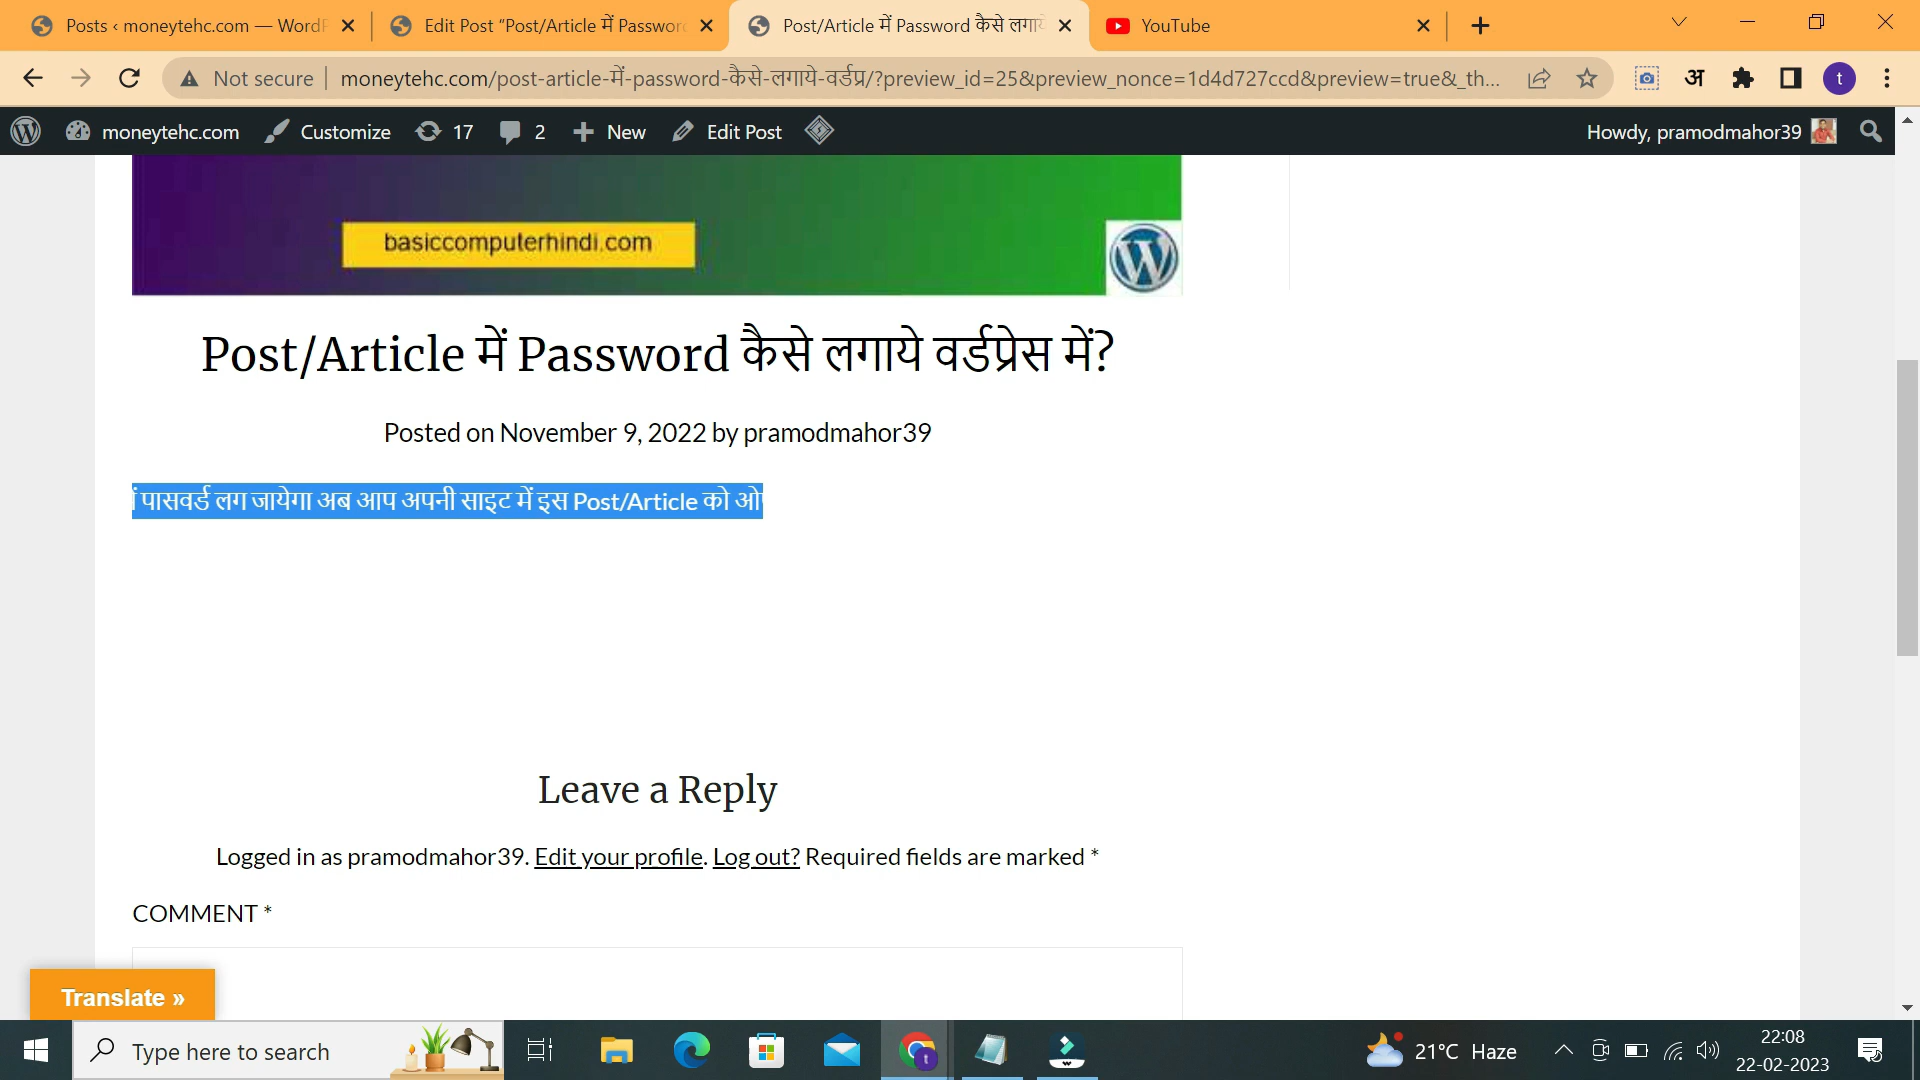 Posts ‹ moneytehc.com — WordP
Edit Post “Post/Article में Passwor
Post/Article में Password कैसे लगाये
YouTube
Not secure
moneytehc.com/post-article-में-password-कैसे-लगाये-वर्डप्र/?preview_id=25&preview_nonce=1d4d727ccd&preview=true&_th...
अ
t
moneytehc.com
Customize
17
2
New
Edit Post
Howdy, pramodmahor39
basiccomputerhindi.com
Post/Article में Password कैसे लगाये वर्डप्रेस में?
Posted on November 9, 2022 by pramodmahor39
पासवर्ड लग जायेगा अब आप अपनी साइट में इस Post/Article को
Leave a Reply
Logged in as pramodmahor39. Edit your profile. Log out? Required fields are marked *
COMMENT *
Translate »
Type here to search
t
21°C Haze
22:08
22-02-2023